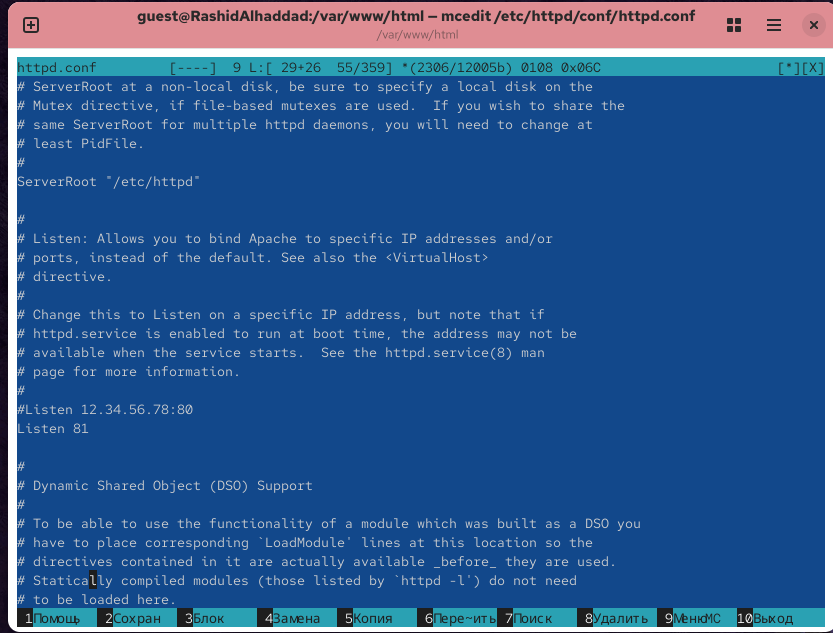 guest@RashidAlhaddad:/var/www/html — mcedit /etc/httpd/conf/httpd.conf
/var/www/html
httpd.conf         [----]  9 L:[ 29+26  55/359] *(2306/12005b) 0108 0x06C                      [*][X]
# ServerRoot at a non-local disk, be sure to specify a local disk on the
# Mutex directive, if file-based mutexes are used.  If you wish to share the
# same ServerRoot for multiple httpd daemons, you will need to change at
# least PidFile.
#
ServerRoot "/etc/httpd"
#
# Listen: Allows you to bind Apache to specific IP addresses and/or
# ports, instead of the default. See also the <VirtualHost>
# directive.
#
# Change this to Listen on a specific IP address, but note that if
# httpd.service is enabled to run at boot time, the address may not be
# available when the service starts.  See the httpd.service(8) man
# page for more information.
#
#Listen 12.34.56.78:80
Listen 81
#
# Dynamic Shared Object (DSO) Support
#
# To be able to use the functionality of a module which was built as a DSO you
# have to place corresponding `LoadModule' lines at this location so the
# directives contained in it are actually available _before_ they are used.
# Statically compiled modules (those listed by `httpd -l') do not need
# to be loaded here.
1Помощь 2Сохран 3Блок 4Замена 5Копия 6Пере~ить 7Поиск 8Удалить 9МенюMC 10Выход